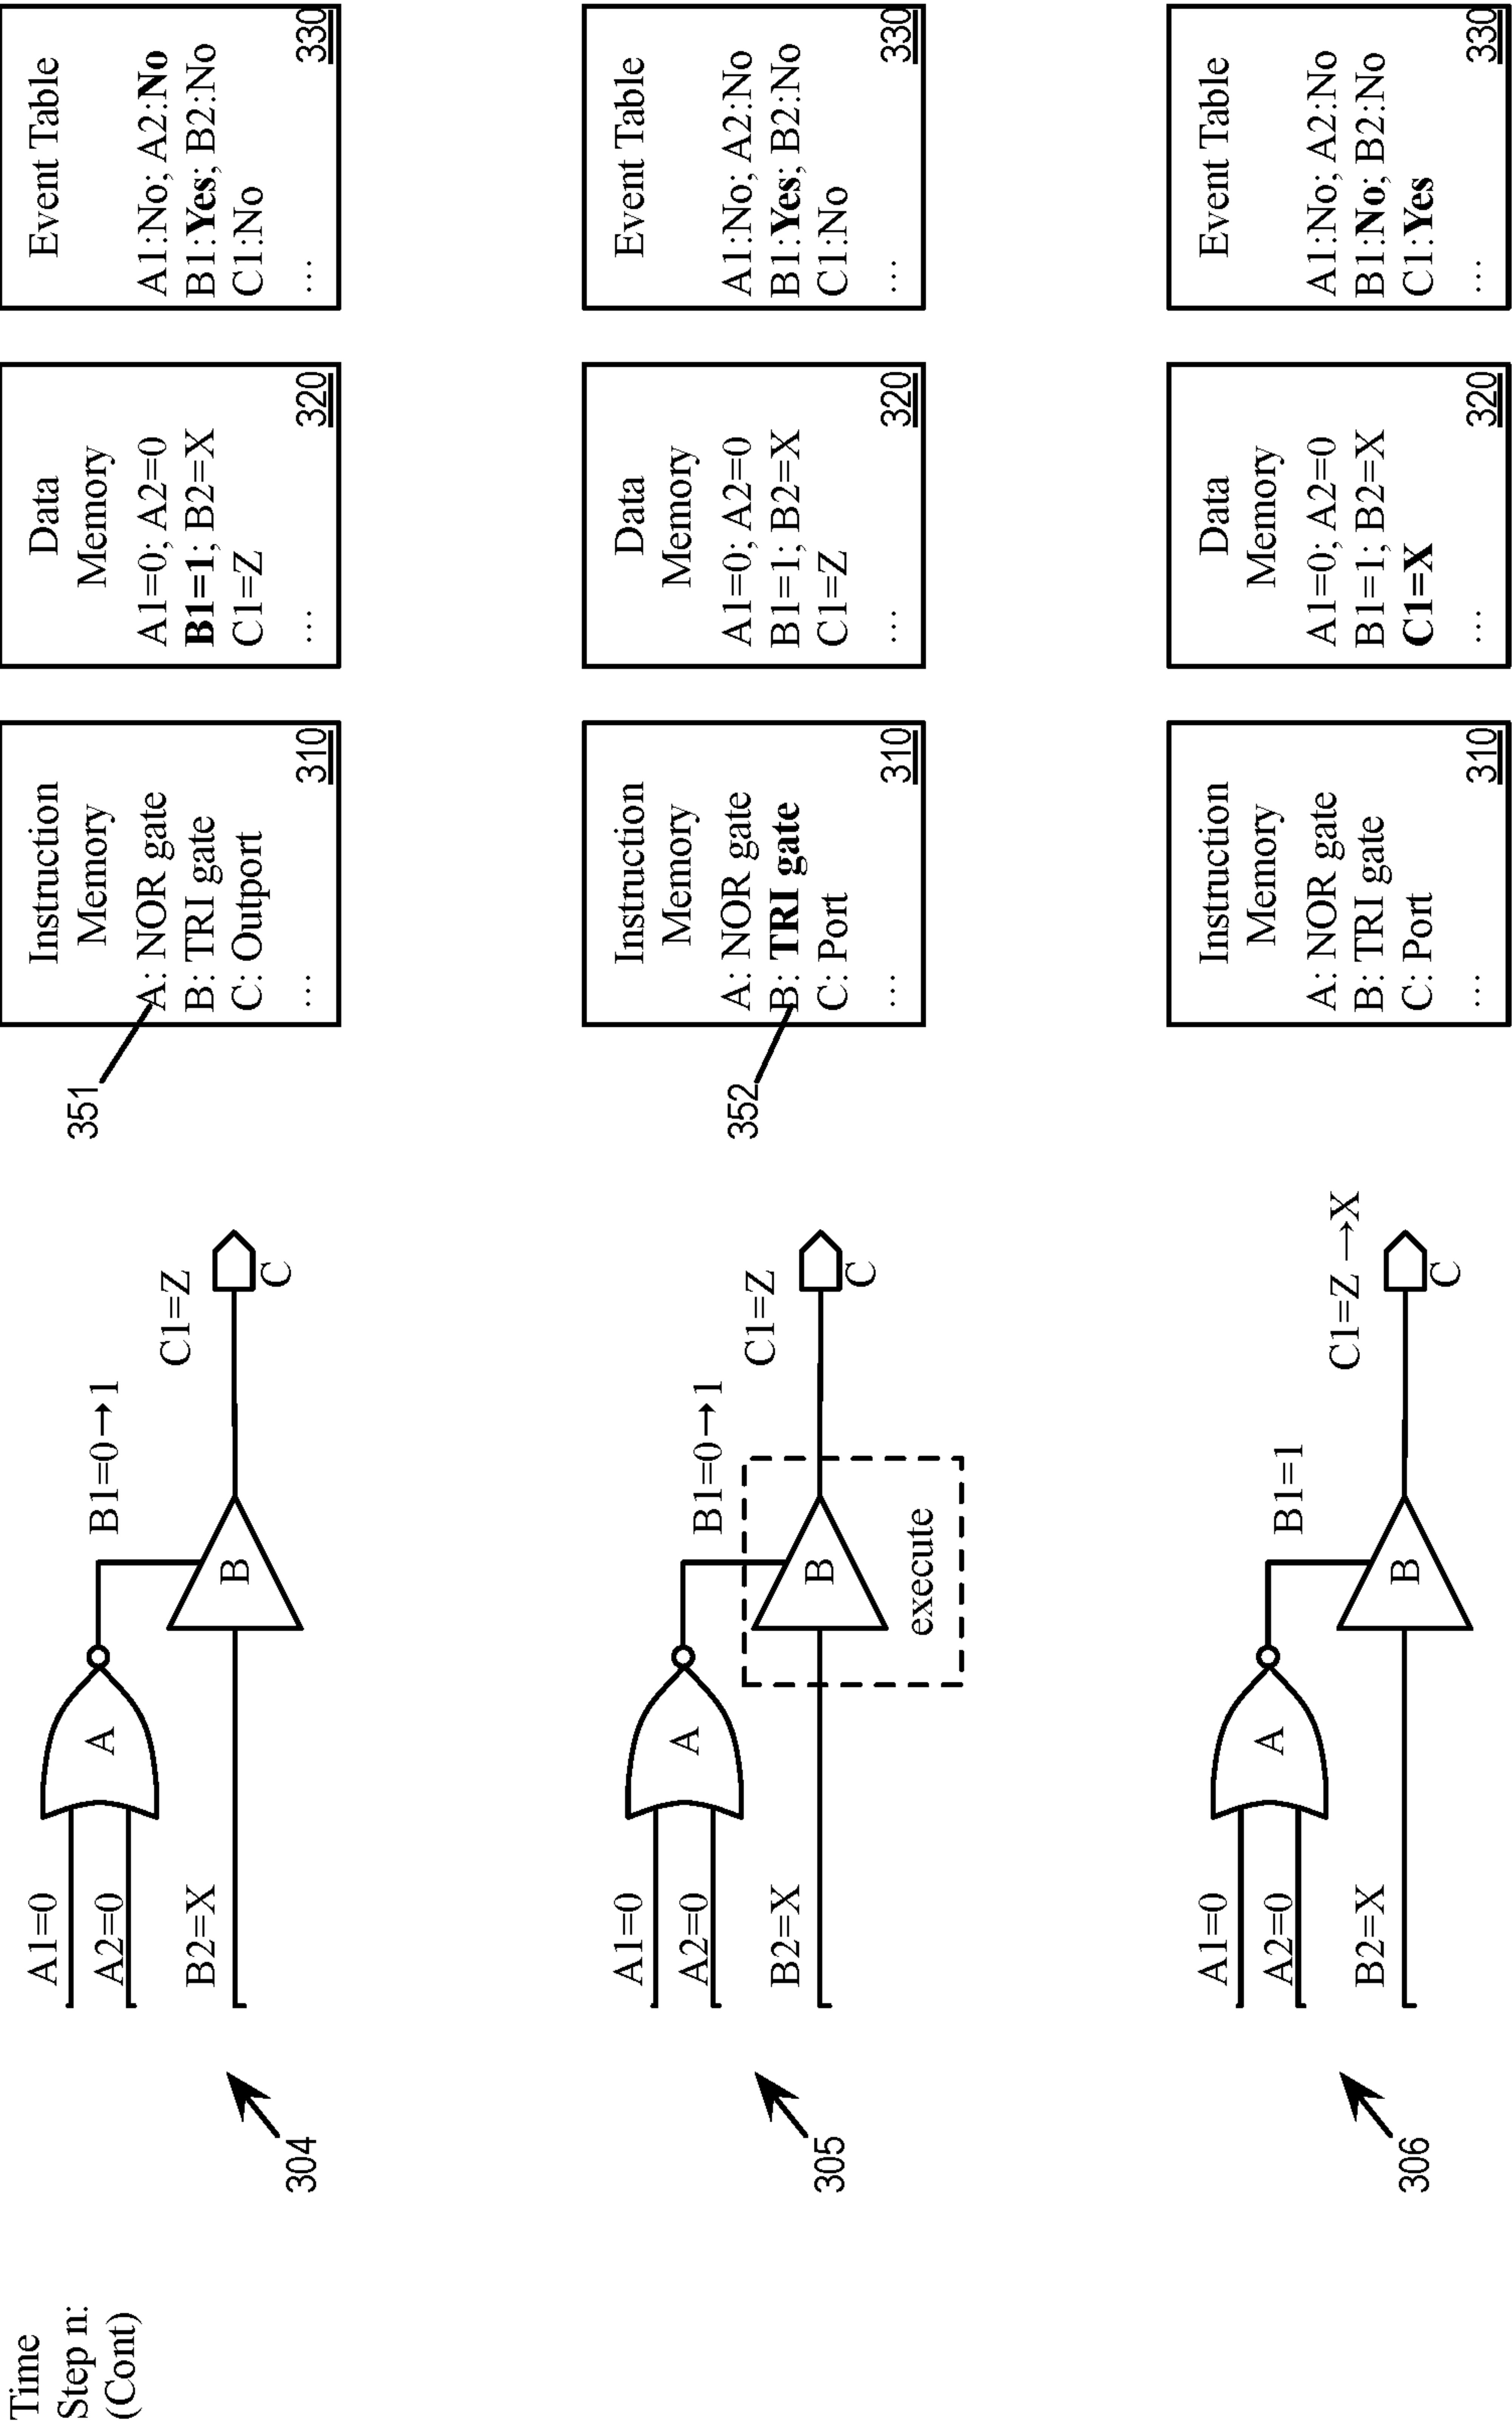 Time
Step n:
(Cont)
304
A1=0
A2=0
B2=X
A
B1=0→1
B
C1=Z
C
351
Instruction
Memory
A: NOR gate
B: TRI gate
C: Outport
...
310
Data
Memory
A1=0; A2=0
B1=1; B2=X
C1=Z
...
320
Event Table
A1:No; A2:No
B1:Yes; B2:No
C1:No
...
330
305
A1=0
A2=0
B2=X
A
B1=0→1
B
execute
C1=Z
C
352
Instruction
Memory
A: NOR gate
B: TRI gate
C: Port
...
310
Data
Memory
A1=0; A2=0
B1=1; B2=X
C1=Z
...
320
Event Table
A1:No; A2:No
B1:Yes; B2:No
C1:No
...
330
306
A1=0
A2=0
B2=X
A
B1=1
B
C1=Z →X
C
Instruction
Memory
A: NOR gate
B: TRI gate
C: Port
...
310
Data
Memory
A1=0; A2=0
B1=1; B2=X
C1=X
...
320
Event Table
A1:No; A2:No
B1:No; B2:No
C1:Yes
...
330